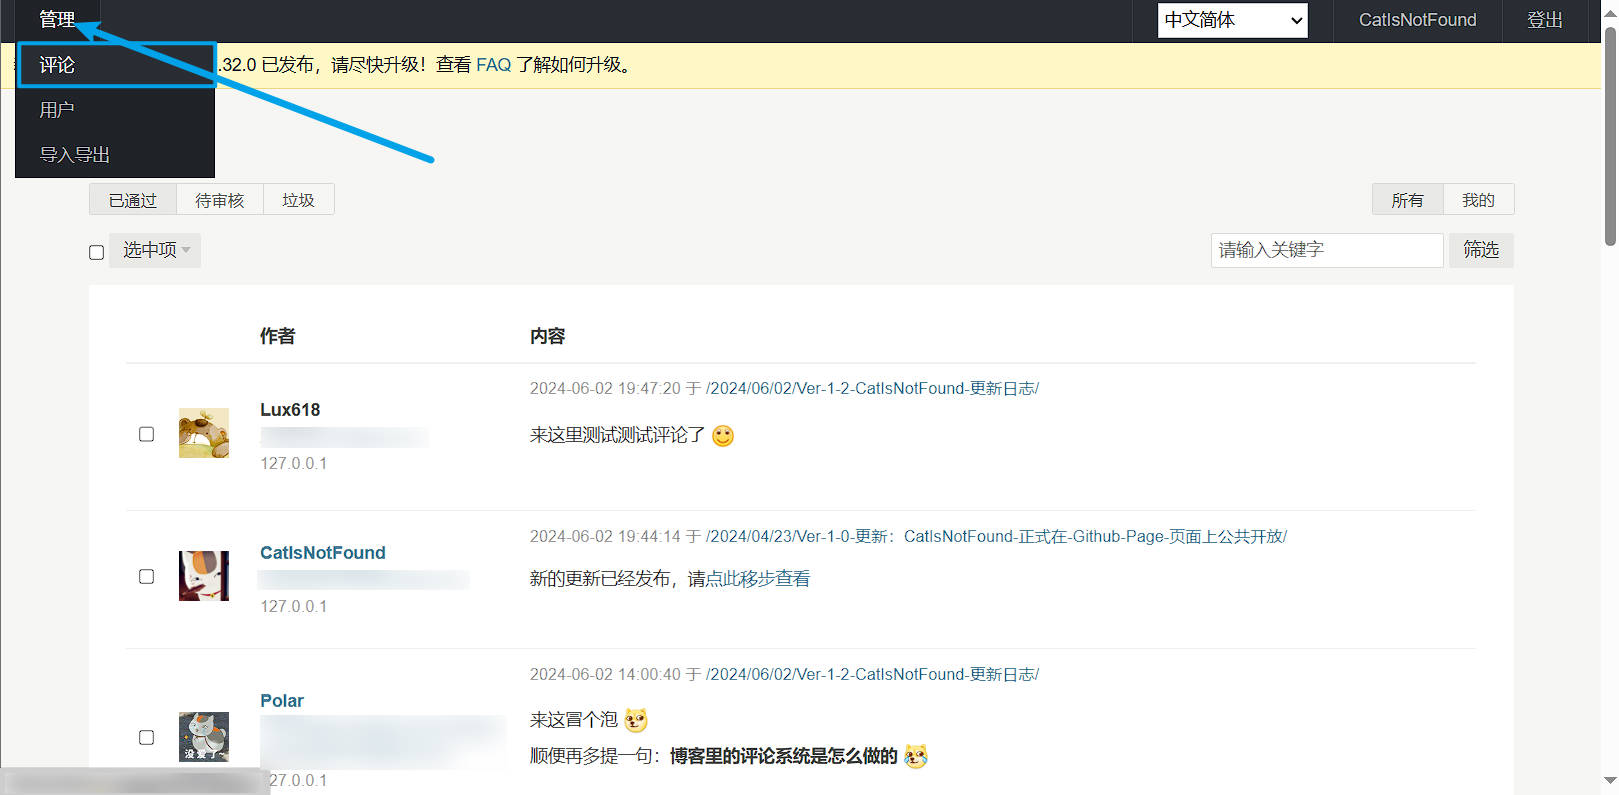 管理
中文简体
CatIsNotFound
登出
评论
.32.0 已发布，请尽快升级！查看 FAQ 了解如何升级。
用户
导入导出
已通过 待审核 垃圾
所有 我的
选中项
请输入关键字
筛选
作者 内容
2024-06-02 19:47:20 于 /2024/06/02/Ver-1-2-CatIsNotFound-更新日志/
Lux618
来这里测试测试评论了
127.0.0.1
2024-06-02 19:44:14 于 /2024/04/23/Ver-1-0-更新：CatIsNotFound-正式在-Github-Page-页面上公共开放/
CatIsNotFound
新的更新已经发布，请点此移步查看
127.0.0.1
2024-06-02 14:00:40 于 /2024/06/02/Ver-1-2-CatIsNotFound-更新日志/
Polar
来这冒个泡
顺便再多提一句：博客里的评论系统是怎么做的
没爱了~
27.0.0.1